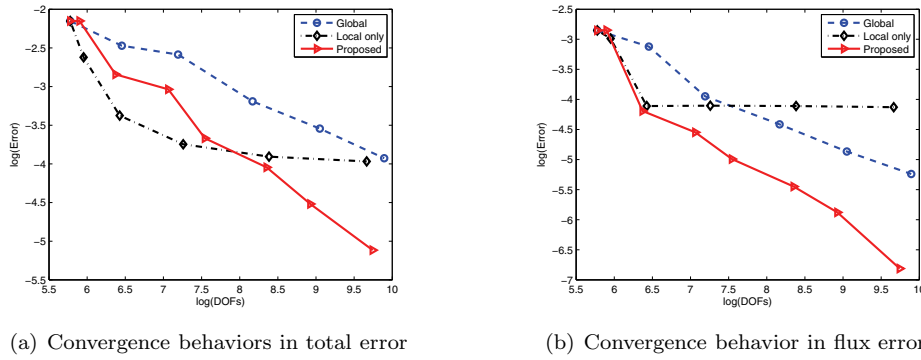 −2
−2.5
−3
−3.5
−4
−4.5
−5
−5.5
log(Error)
5.5 6 6.5 7 7.5 8 8.5 9 9.5 10
log(DOFs)
Global
Local only
Proposed
(a) Convergence behaviors in total error
−2.5
−3
−3.5
−4
−4.5
−5
−5.5
−6
−6.5
−7
log(Error)
5.5 6 6.5 7 7.5 8 8.5 9 9.5 10
log(DOFs)
Global
Local only
Proposed
(b) Convergence behavior in flux error